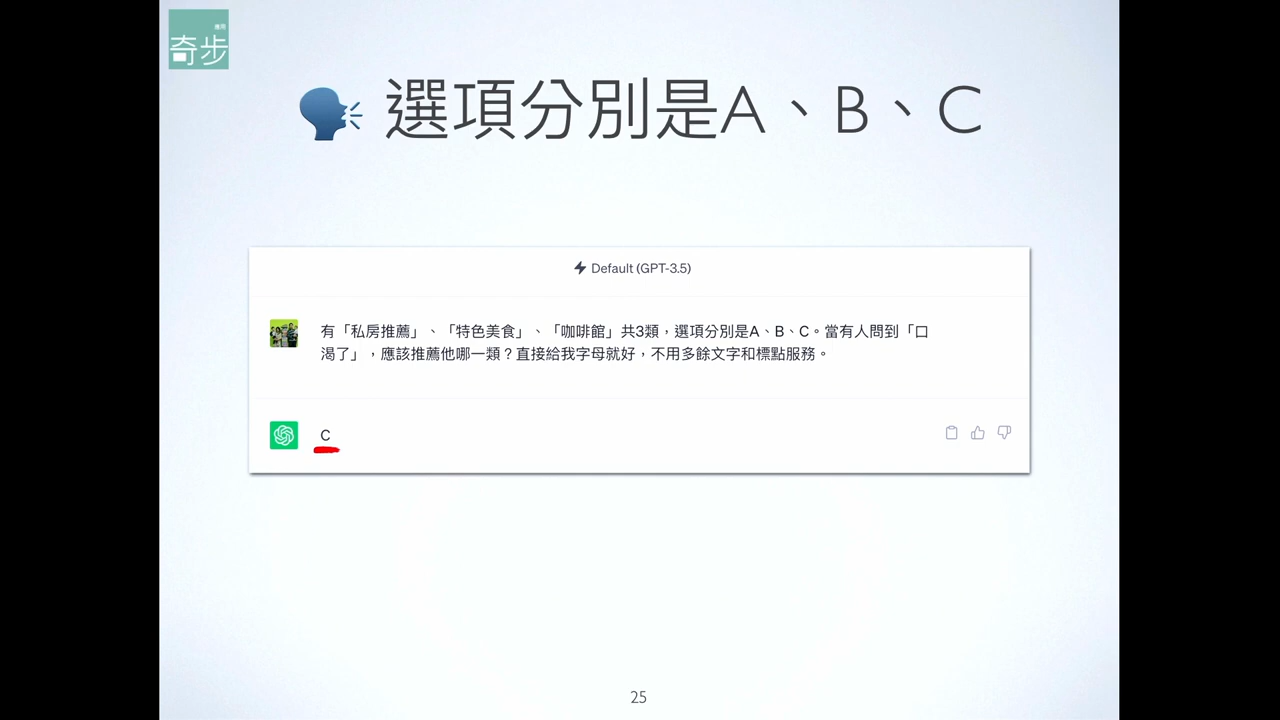 應用
奇步
選項分別是A、B、C
Default (GPT-3.5)
有「私房推薦」、「特色美食」、「咖啡館」共3類，選項分別是A、B、C。當有人問到「口
渴了」，應該推薦他哪一類？直接給我字母就好，不用多餘文字和標點服務。
C
25